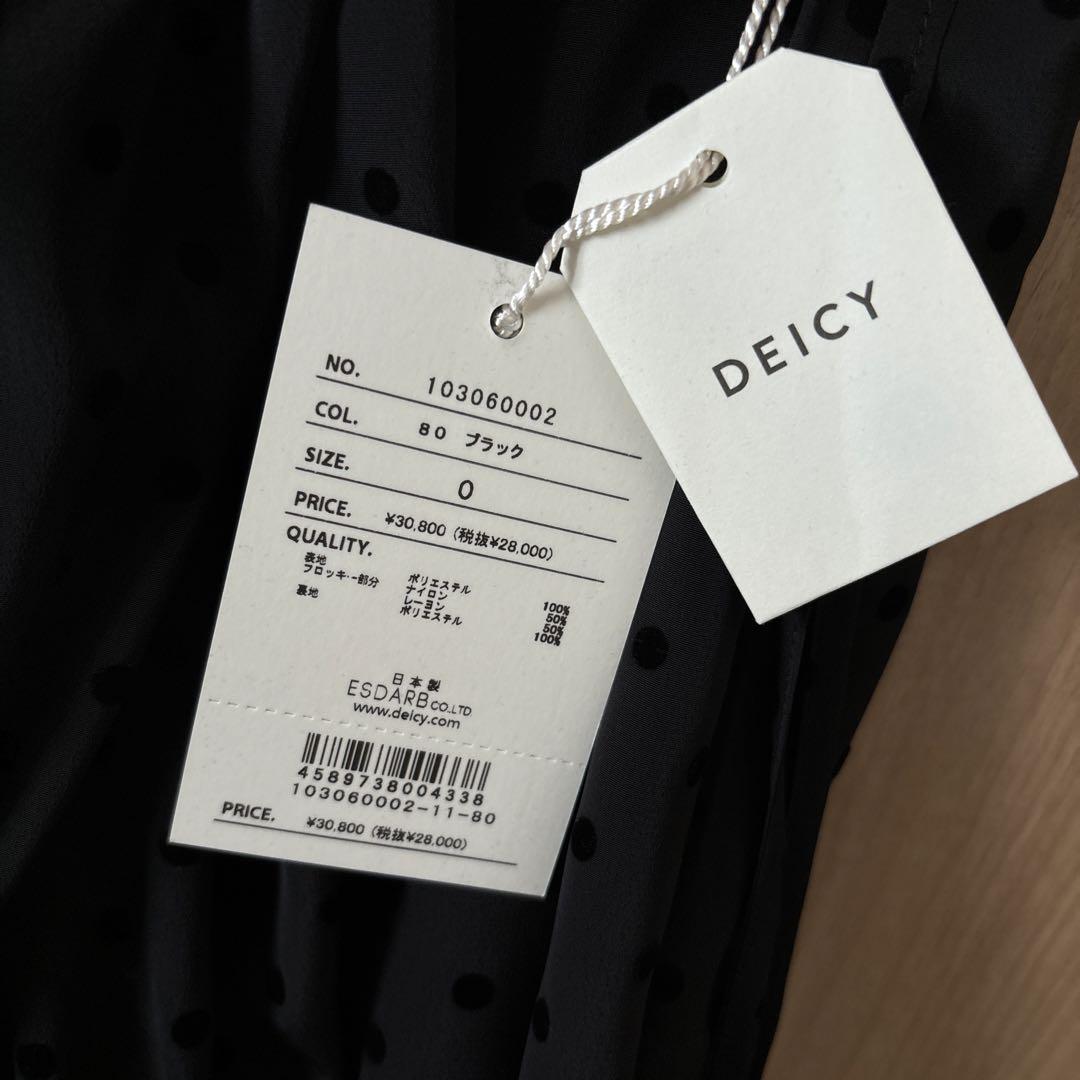 DEICY
NO. 103060002
COL. 80 ブラック
SIZE. 0
PRICE. ¥30,800 (税抜¥28,000)
QUALITY.
表地 ポリエステル 100%
フロッキー部分 ナイロン 50%
レーヨン 50%
裏地 ポリエステル 100%
日本製
ESDARB CO.,LTD
www.deicy.com
4589738004338
103060002-11-80
PRICE. ¥30,800 (税抜¥28,000)